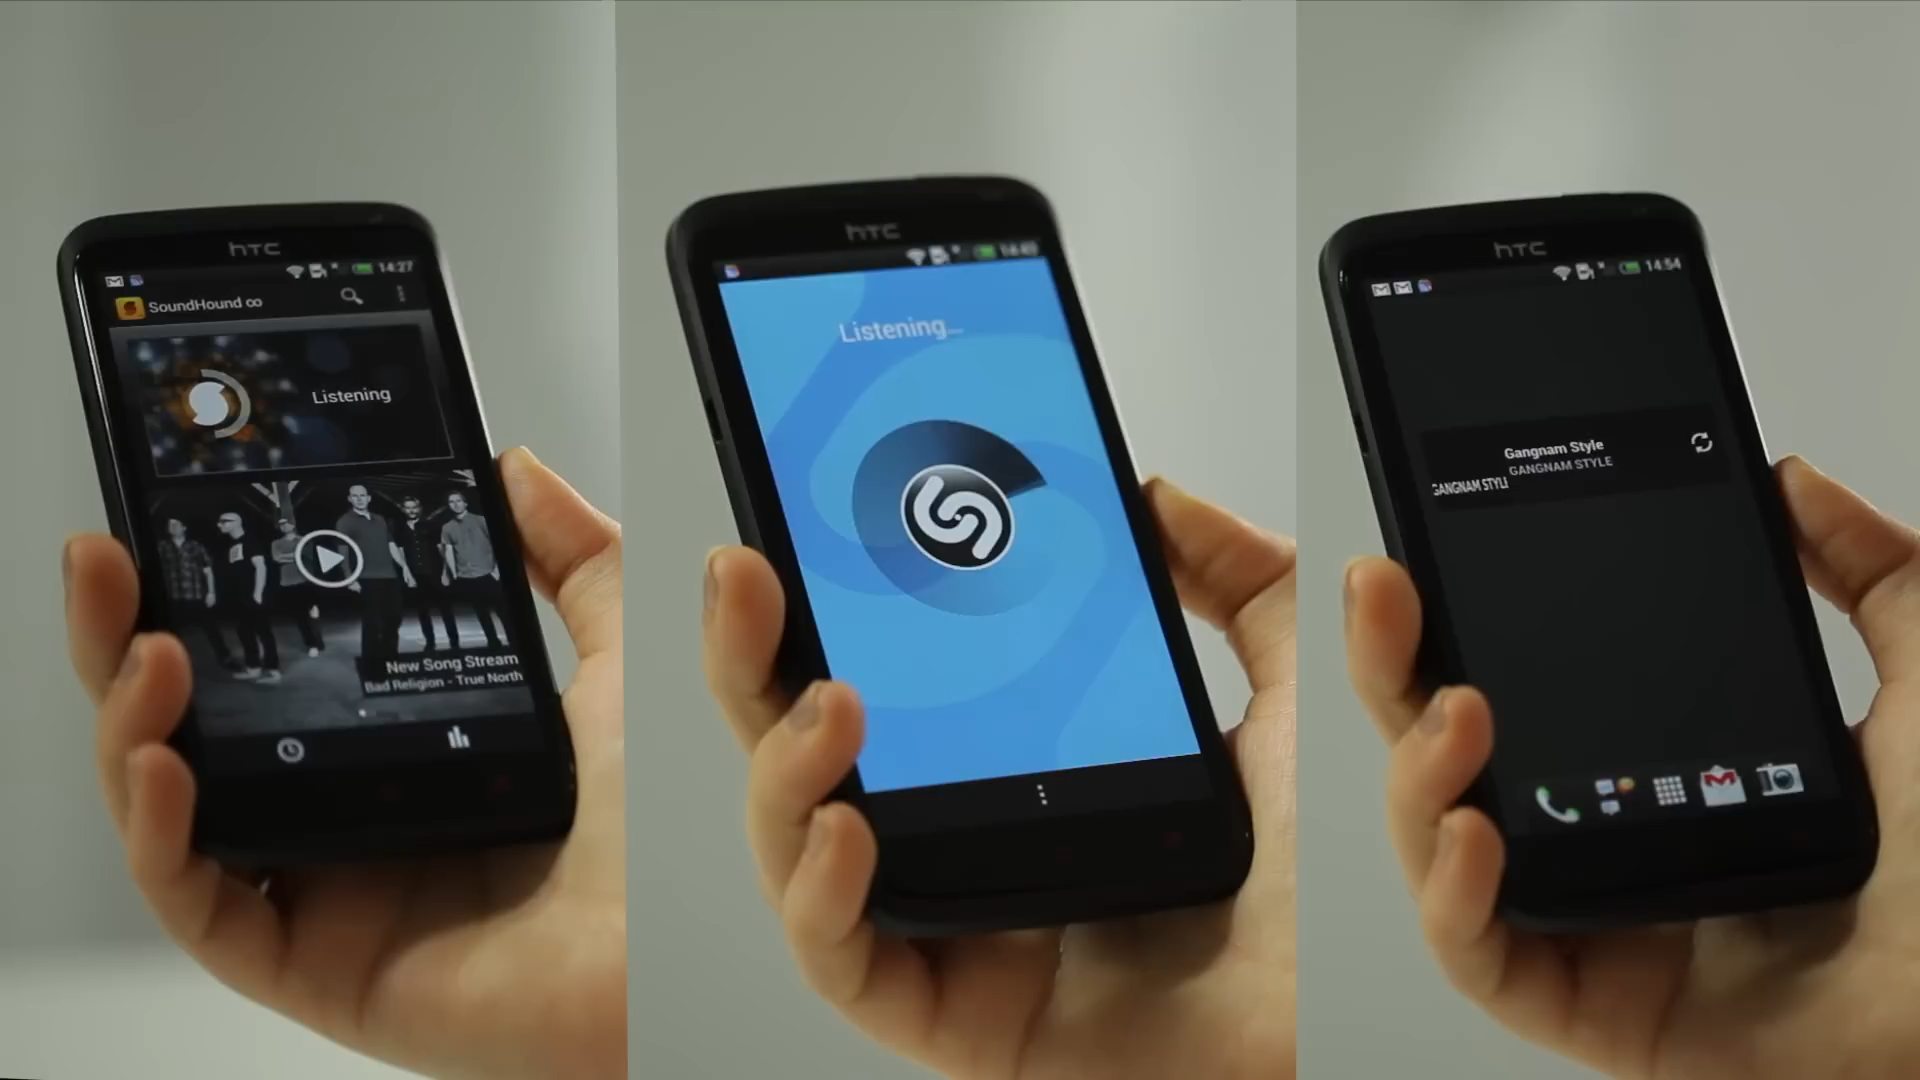 hTC
14:27
SoundHound ∞
Listening
New Song Stream
Bad Religion - True North
hTC
Listening...
hTC
14:54
Gangnam Style
GANGNAM STYLE
GANGNAM STYLE